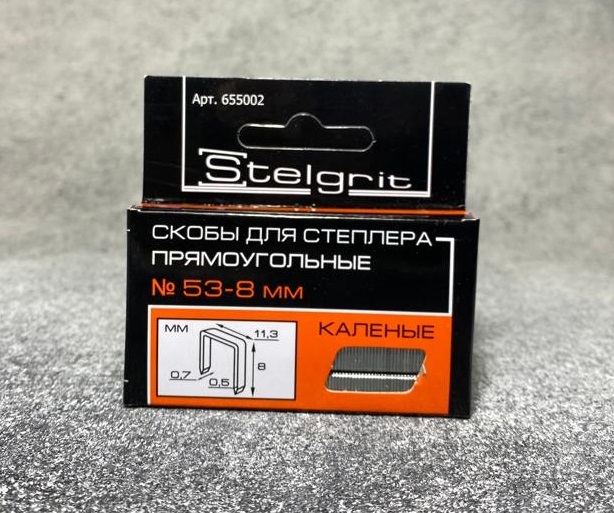 Арт. 655002
Stelgrit
СКОБЫ ДЛЯ СТЕПЛЕРА
ПРЯМОУГОЛЬНЫЕ
№ 53-8 мм
КАЛЕНЫЕ
мм
11,3
8
0,7
0,5